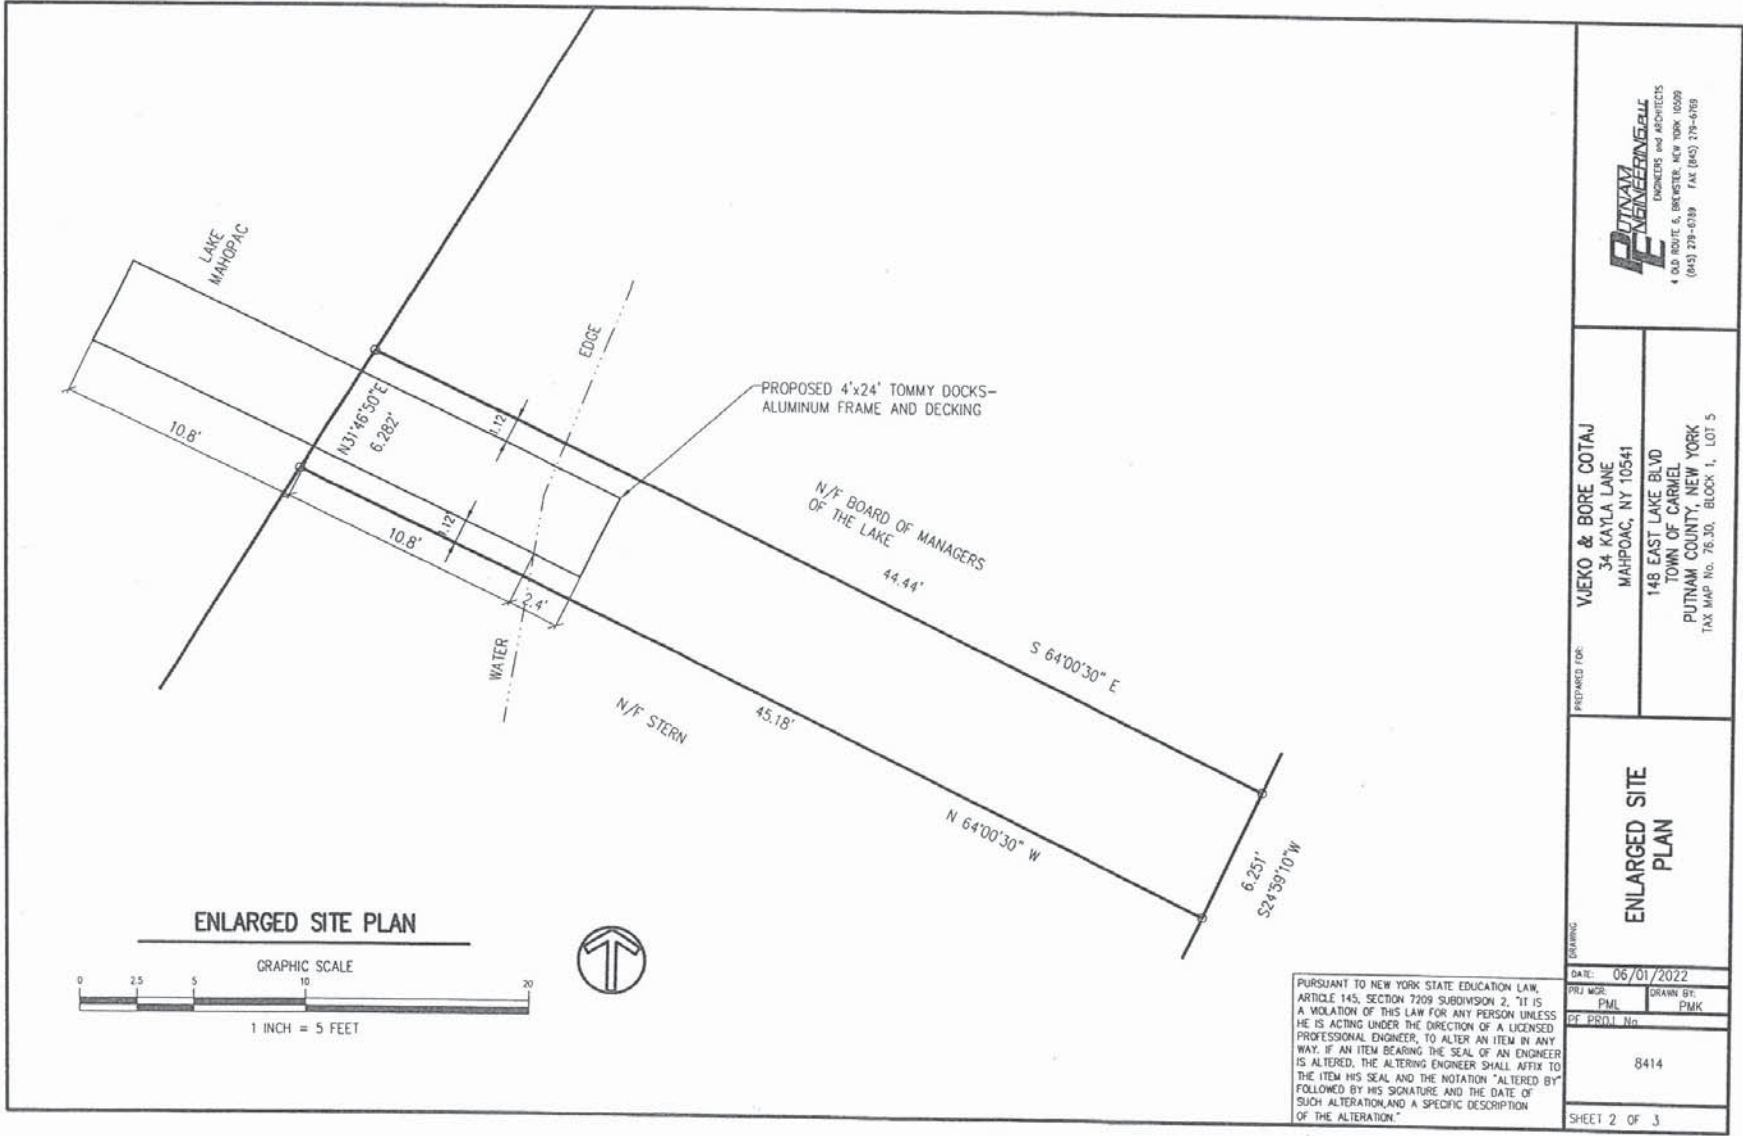 LAKE
MAHOPAC
EDGE
PROPOSED 4'x24' TOMMY DOCKS-
ALUMINUM FRAME AND DECKING
10.8'
N31°46'50"E
6.282'
1.12'
N/F BOARD OF MANAGERS
OF THE LAKE
44.44'
10.8'
1.12'
2.4'
WATER
S 64°00'30" E
N/F STERN
45.18'
N 64°00'30" W
6.251'
S24°59'10"W
ENLARGED SITE PLAN
GRAPHIC SCALE
0 2.5 5 10 20
1 INCH = 5 FEET
PURSUANT TO NEW YORK STATE EDUCATION LAW,
ARTICLE 145, SECTION 7209 SUBDIVISION 2, "IT IS
A VIOLATION OF THIS LAW FOR ANY PERSON UNLESS
HE IS ACTING UNDER THE DIRECTION OF A LICENSED
PROFESSIONAL ENGINEER, TO ALTER AN ITEM IN ANY
WAY. IF AN ITEM BEARING THE SEAL OF AN ENGINEER
IS ALTERED, THE ALTERING ENGINEER SHALL AFFIX TO
THE ITEM HIS SEAL AND THE NOTATION "ALTERED BY"
FOLLOWED BY HIS SIGNATURE AND THE DATE OF
SUCH ALTERATION,AND A SPECIFIC DESCRIPTION
OF THE ALTERATION."
PUTNAM
ENGINEERING,PLLC
ENGINEERS and ARCHITECTS
4 OLD ROUTE 6, BREWSTER, NEW YORK 10509
(845) 279-6789 FAX (845) 279-6769
PREPARED FOR:
VJEKO & BORE COTAJ
34 KAYLA LANE
MAHPOAC, NY 10541
148 EAST LAKE BLVD
TOWN OF CARMEL
PUTNAM COUNTY, NEW YORK
TAX MAP No. 76.30, BLOCK 1, LOT 5
DRAWING
ENLARGED SITE
PLAN
DATE: 06/01/2022
PRJ MGR: PML
DRAWN BY: PMK
PE PROJ. No.
8414
SHEET 2 OF 3